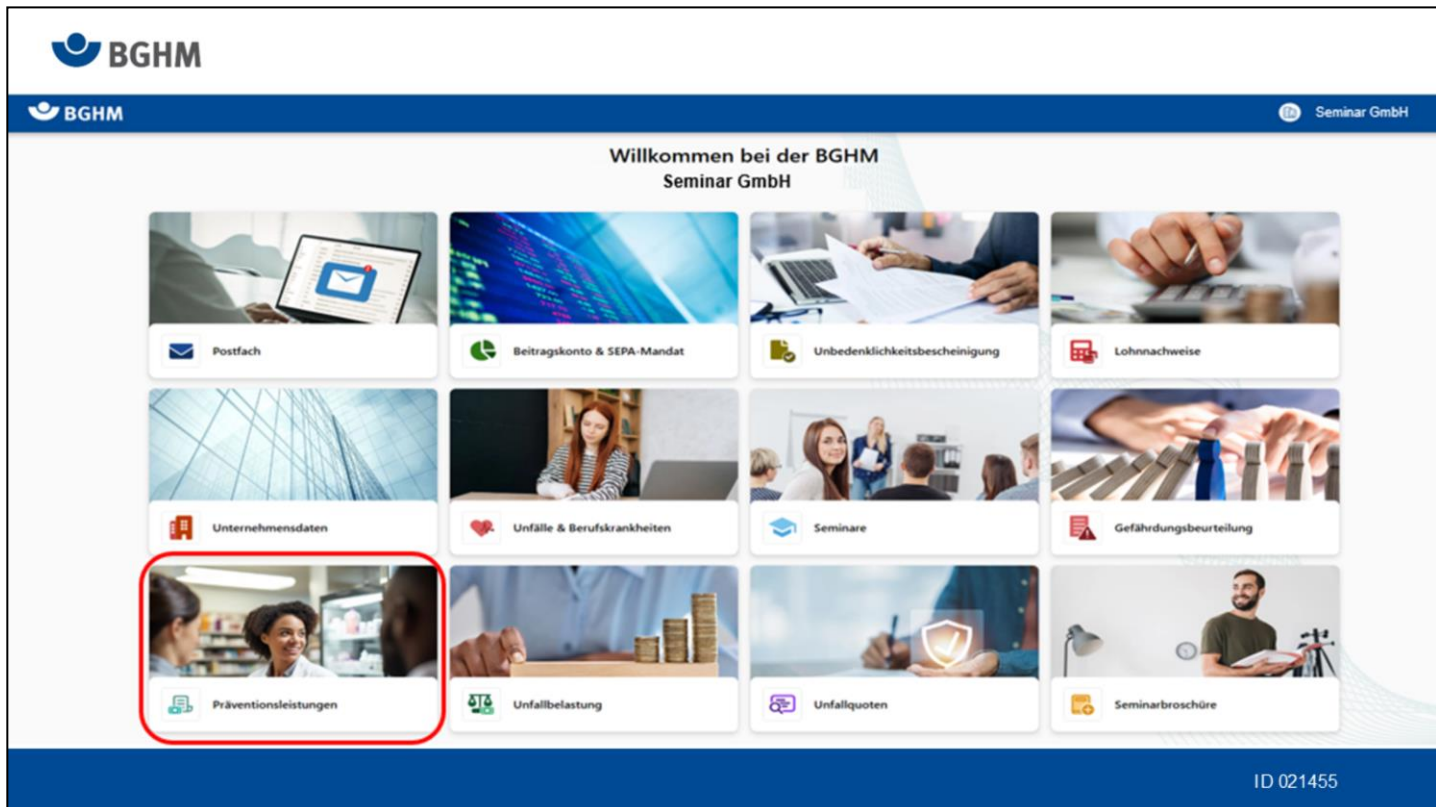 BGHM
BGHM
Seminar GmbH
Willkommen bei der BGHM
Seminar GmbH
Postfach
Beitragskonto & SEPA-Mandat
Unbedenklichkeitsbescheinigung
Lohnnachweise
Unternehmensdaten
Unfälle & Berufskrankheiten
Seminare
Gefährdungsbeurteilung
Präventionsleistungen
Unfallbelastung
Unfallquoten
Seminarbroschüre
ID 021455